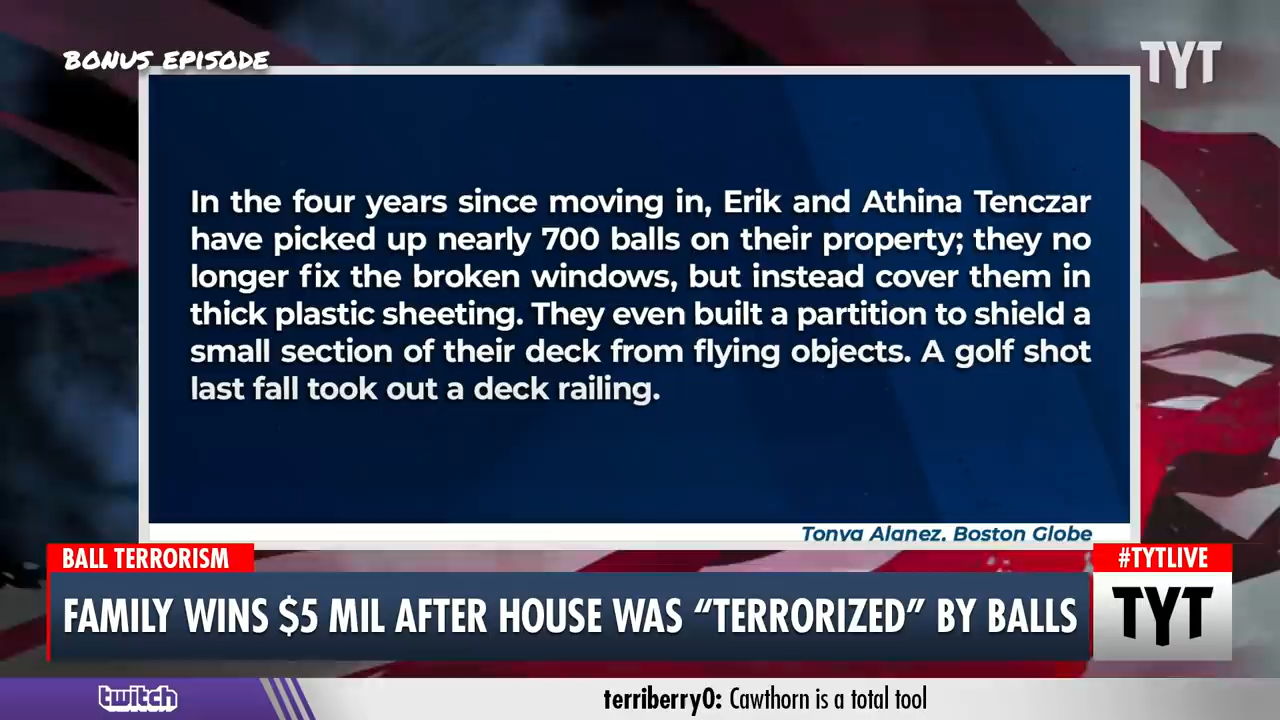 BONUS EPISODE
TYT
In the four years since moving in, Erik and Athina Tenczar
have picked up nearly 700 balls on their property; they no
longer fix the broken windows, but instead cover them in
thick plastic sheeting. They even built a partition to shield a
small section of their deck from flying objects. A golf shot
last fall took out a deck railing.
Tonya Alanez, Boston Globe
BALL TERRORISM
#TYTLIVE
FAMILY WINS $5 MIL AFTER HOUSE WAS “TERRORIZED” BY BALLS
TYT
twitch
terriberry0: Cawthorn is a total tool